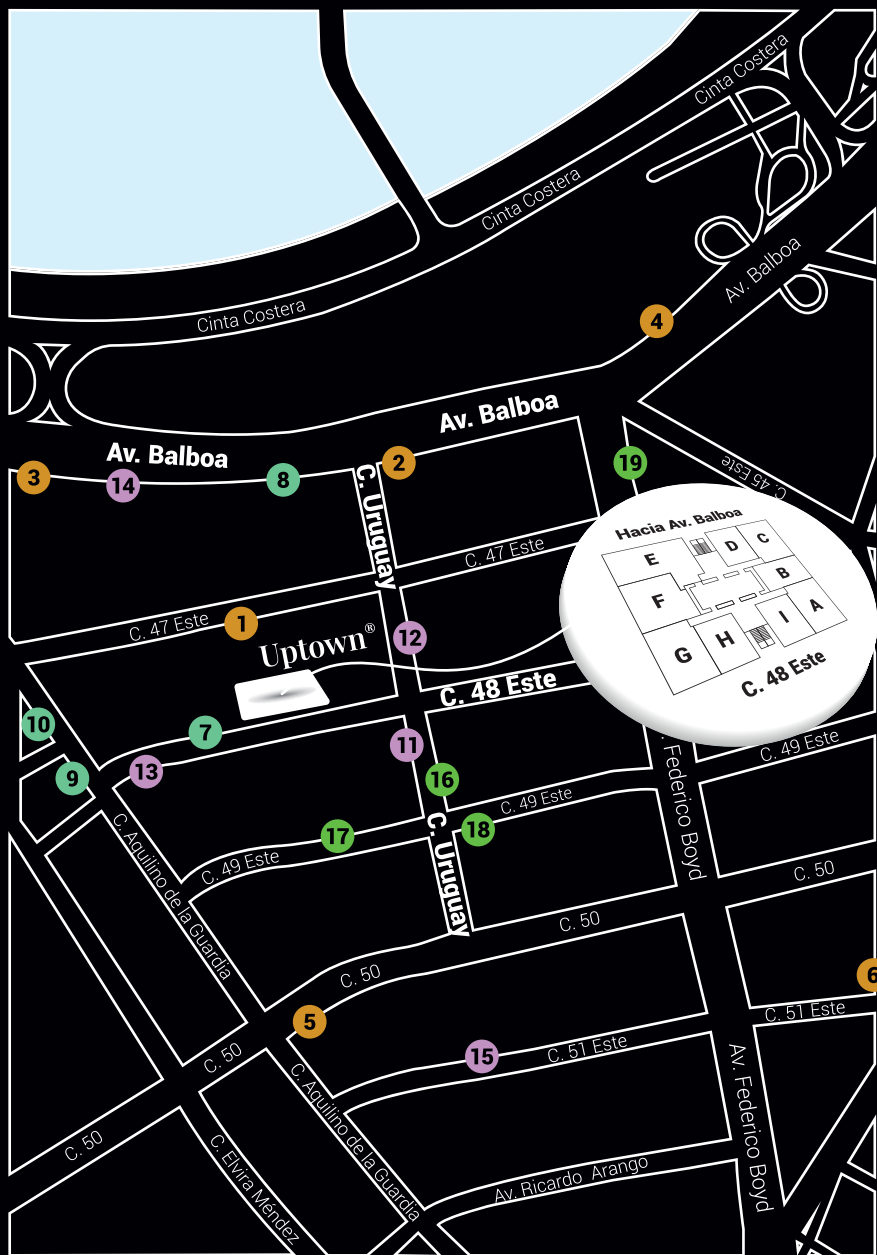 Cinta Costera
Cinta Costera
Cinta Costera
Av. Balboa
4
Av. Balboa
Av. Balboa
3
14
8
2
19
C. 45 Este
C. Uruguay
C. 47 Este
Hacia Av. Balboa
E
D
C
B
F
A
I
H
G
C. 48 Este
C. 47 Este
1
Uptown®
12
C. 48 Este
10
7
11
9
13
16
C. 49 Este
. Federico Boyd
C. 49 Este
17
18
C. Uruguay
C. 49 Este
C. Aquilino de la Guardia
C. 50
C. 50
C. 50
6
5
C. 51 Este
C. 50
15
C. 51 Este
C. Aquilino de la Guardia
Av. Federico Boyd
C. 50
C. Elvira Méndez
Av. Ricardo Arango